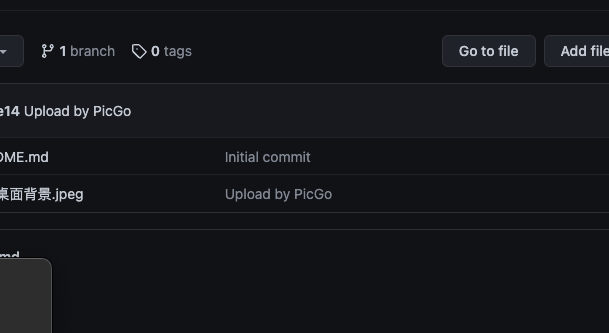 1 branch 0 tags Go to file Add file
e14 Upload by PicGo
OME.md Initial commit
桌面背景.jpeg Upload by PicGo
md